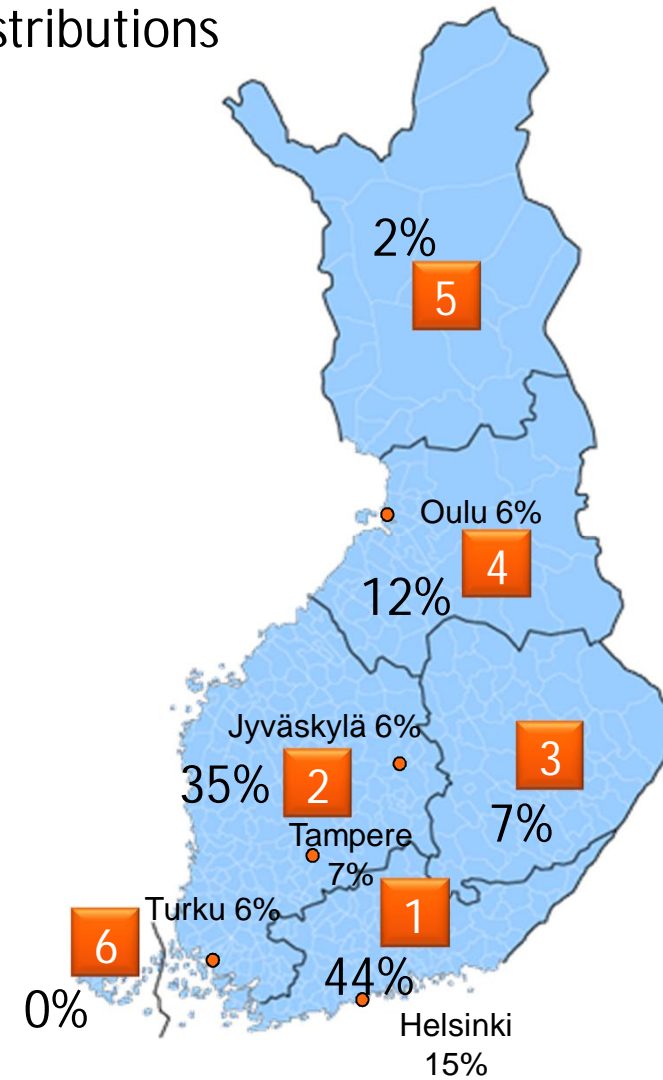 stributions
2%
5
Oulu 6%
4
12%
Jyväskylä 6%
3
35%
2
7%
Tampere
7%
Turku 6%
1
6
44%
0%
Helsinki
15%